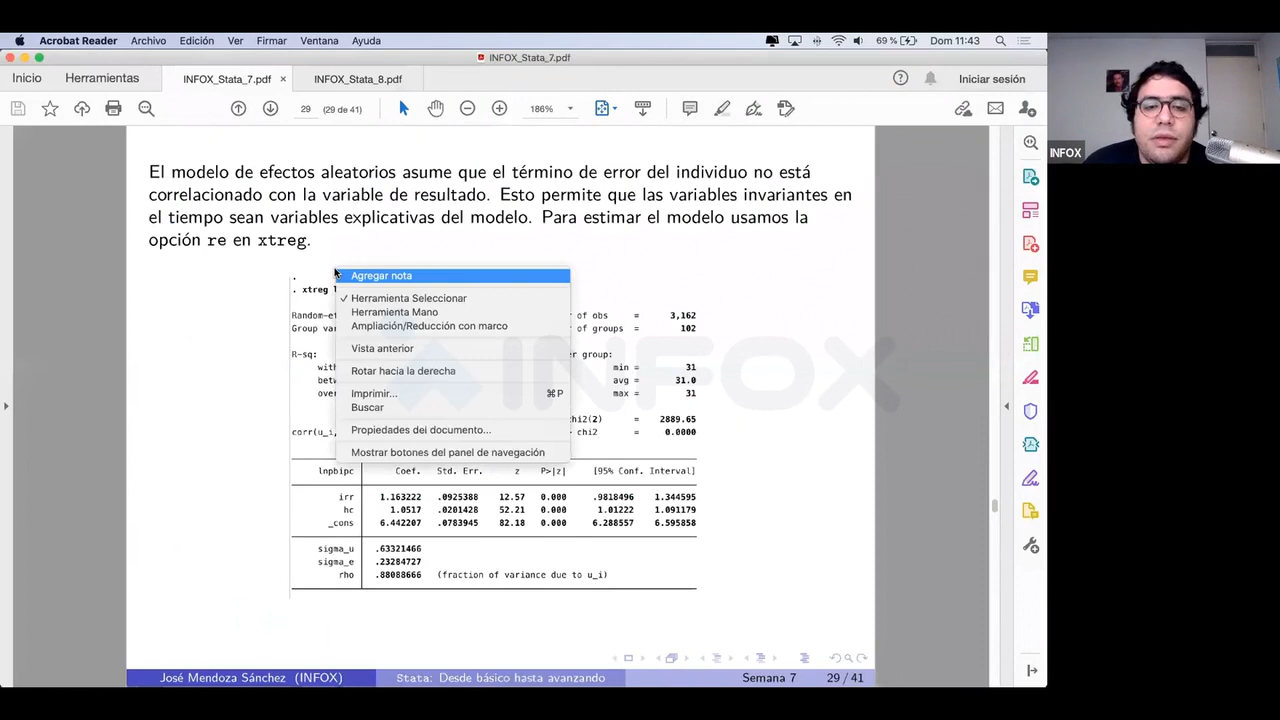 Acrobat Reader Archivo Edición Ver Firmar Ventana Ayuda 69 % Dom 11:43
INFOX_Stata_7.pdf
Inicio Herramientas INFOX_Stata_7.pdf × INFOX_Stata_8.pdf Iniciar sesión
29 (29 de 41) 186%
INFOX
El modelo de efectos aleatorios asume que el término de error del individuo no está
correlacionado con la variable de resultado. Esto permite que las variables invariantes en
el tiempo sean variables explicativas del modelo. Para estimar el modelo usamos la
opción re en xtreg.
Agregar nota
✓ Herramienta Seleccionar
Herramienta Mano
Ampliación/Reducción con marco
Vista anterior
Rotar hacia la derecha
Imprimir... ⌘P
Buscar
Propiedades del documento...
Mostrar botones del panel de navegación
.
. xtreg
of obs = 3,162
Group of groups = 102
R-sq: group:
min = 31
avg = 31.0
max = 31
chi2(2) = 2889.65
corr(u_i, chi2 = 0.0000
INFOX
lnpbipc Coef. Std. Err. z P>|z| [95% Conf. Interval]
irr 1.163222 .0925388 12.57 0.000 .9818496 1.344595
hc 1.0517 .0201428 52.21 0.000 1.01222 1.091179
_cons 6.442207 .0783945 82.18 0.000 6.288557 6.595858
sigma_u .63321466
sigma_e .23284727
rho .88088666 (fraction of variance due to u_i)
José Mendoza Sánchez (INFOX) Stata: Desde básico hasta avanzando Semana 7 29 / 41